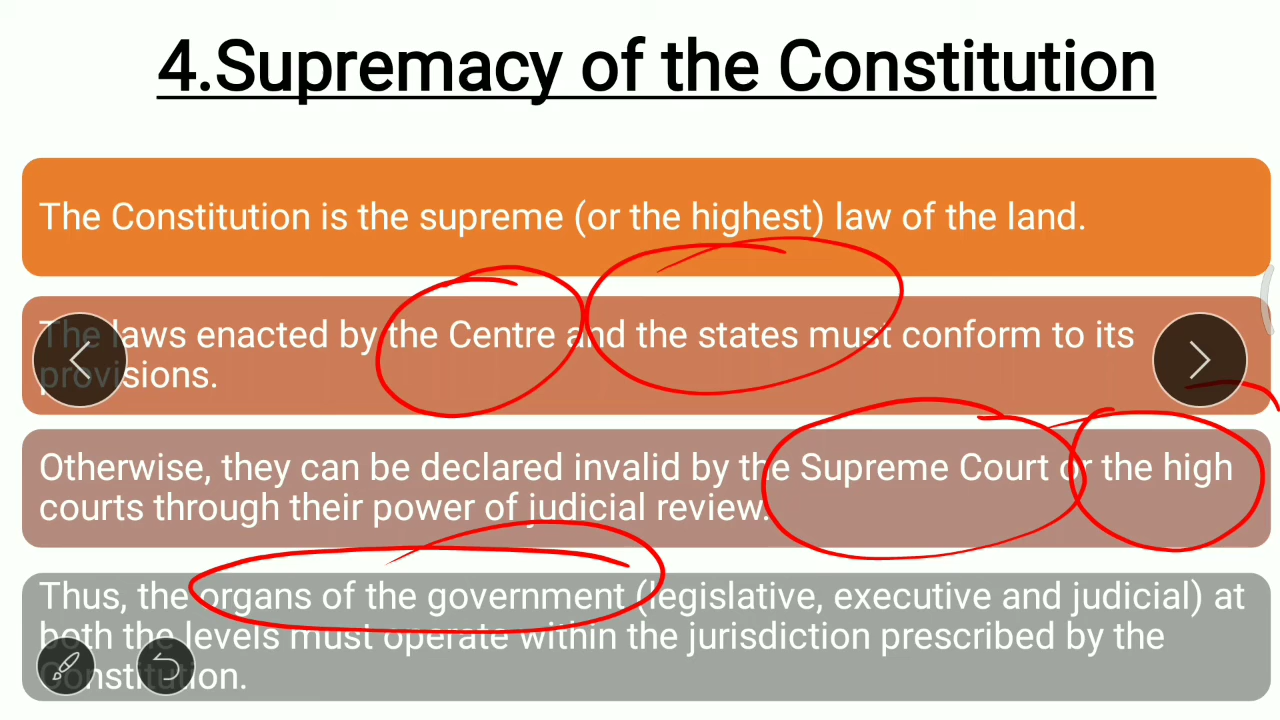 4.Supremacy of the Constitution
The Constitution is the supreme (or the highest) law of the land.
The laws enacted by the Centre and the states must conform to its
provisions.
Otherwise, they can be declared invalid by the Supreme Court or the high
courts through their power of judicial review.
Thus, the organs of the government (legislative, executive and judicial) at
both the levels must operate within the jurisdiction prescribed by the
Constitution.